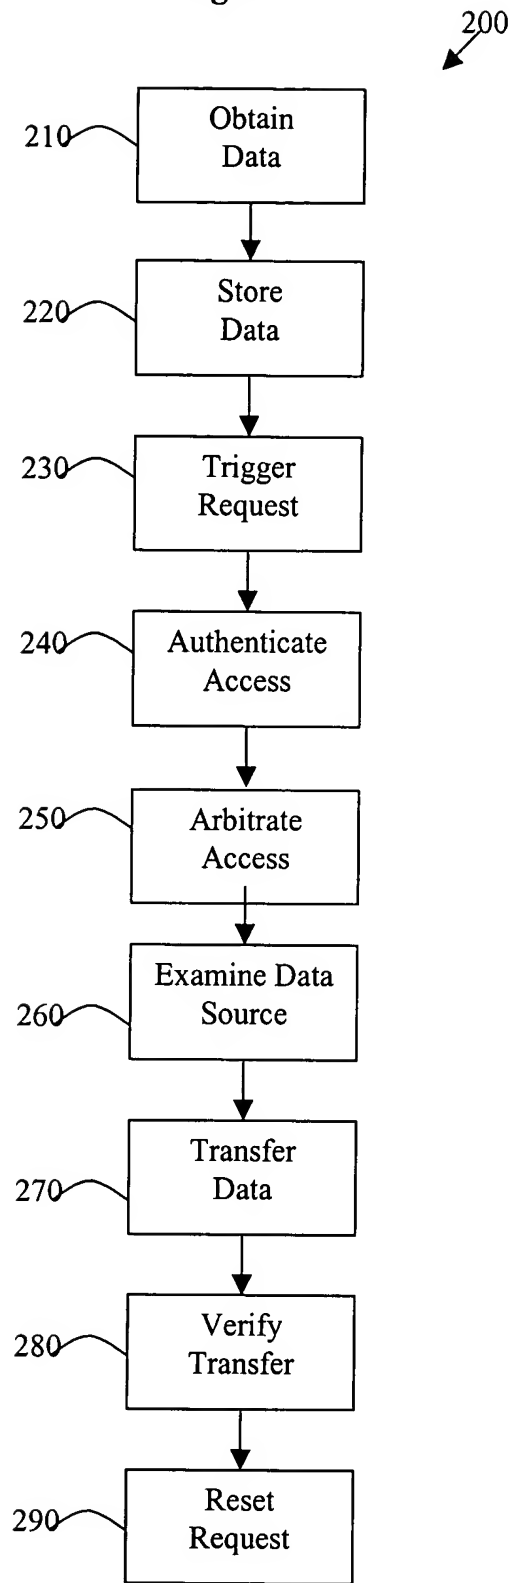 200
210
Obtain
Data
220
Store
Data
230
Trigger
Request
240
Authenticate
Access
250
Arbitrate
Access
260
Examine Data
Source
270
Transfer
Data
280
Verify
Transfer
290
Reset
Request